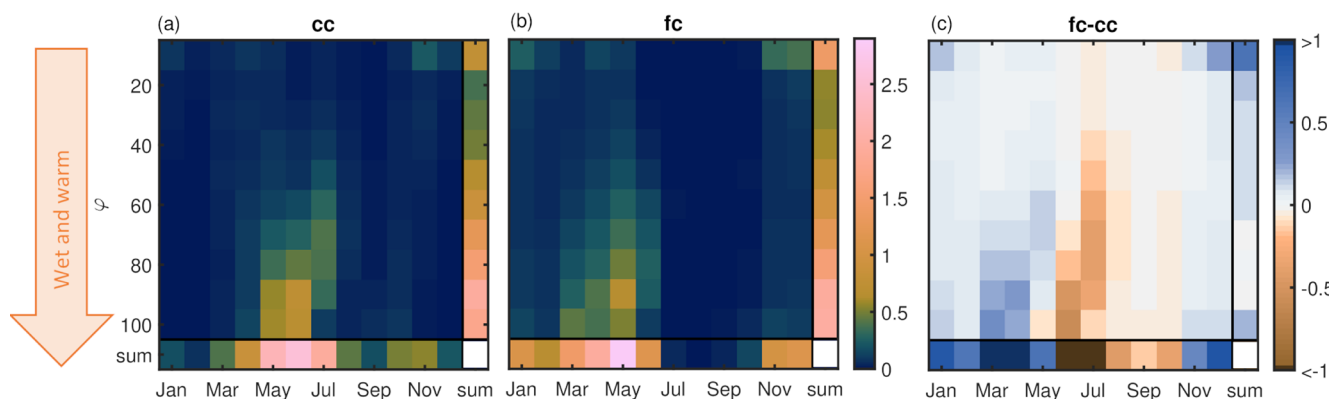 (a) cc (b) fc (c) fc-cc
Wet and warm
φ
20
40
60
80
100
sum
Jan Mar May Jul Sep Nov sum
Jan Mar May Jul Sep Nov sum
2.5
2
1.5
1
0.5
0
Jan Mar May Jul Sep Nov sum
>1
+0.5
0
-0.5
<-1